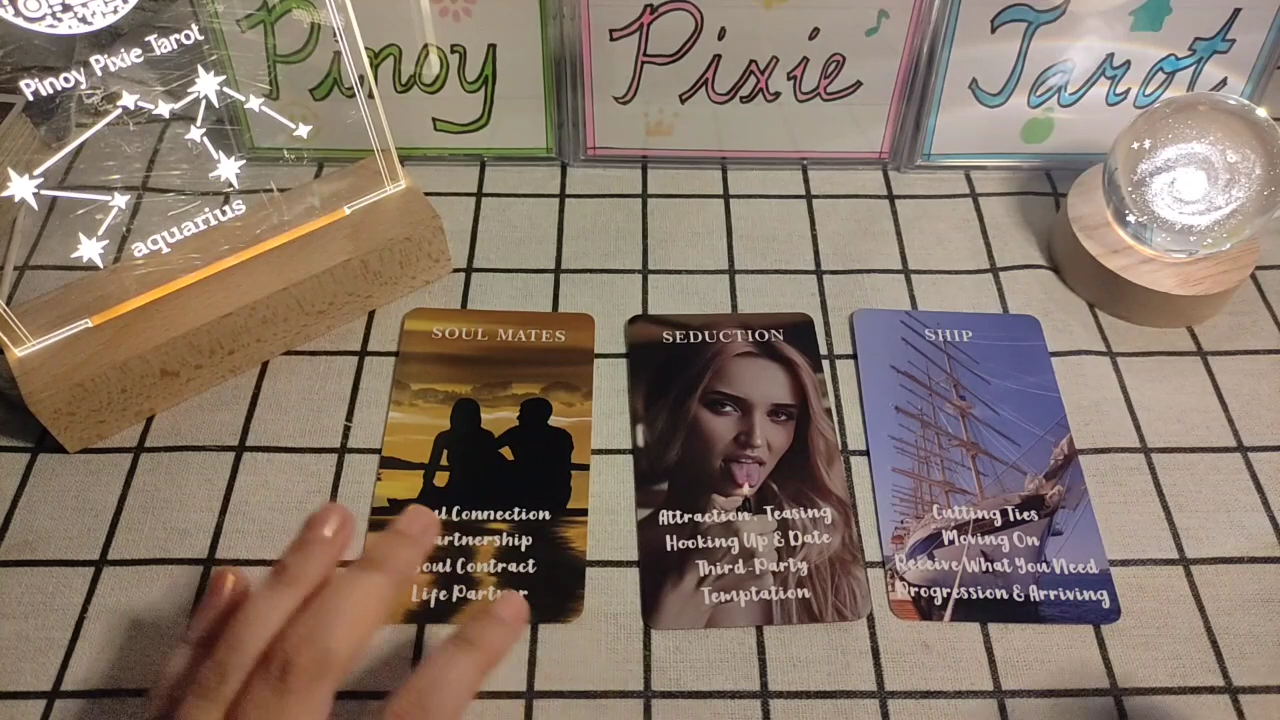 Pinoy Pixie Tarot
aquarius
Pinoy
Pixie
Tarot
SOUL MATES
Connection
Soul Contract
Life Partner
SEDUCTION
Attraction, Teasing
Hooking Up & Date
Third-Party
Temptation
SHIP
Cutting Ties
Moving On
Receive What You Need
Progression & Arriving